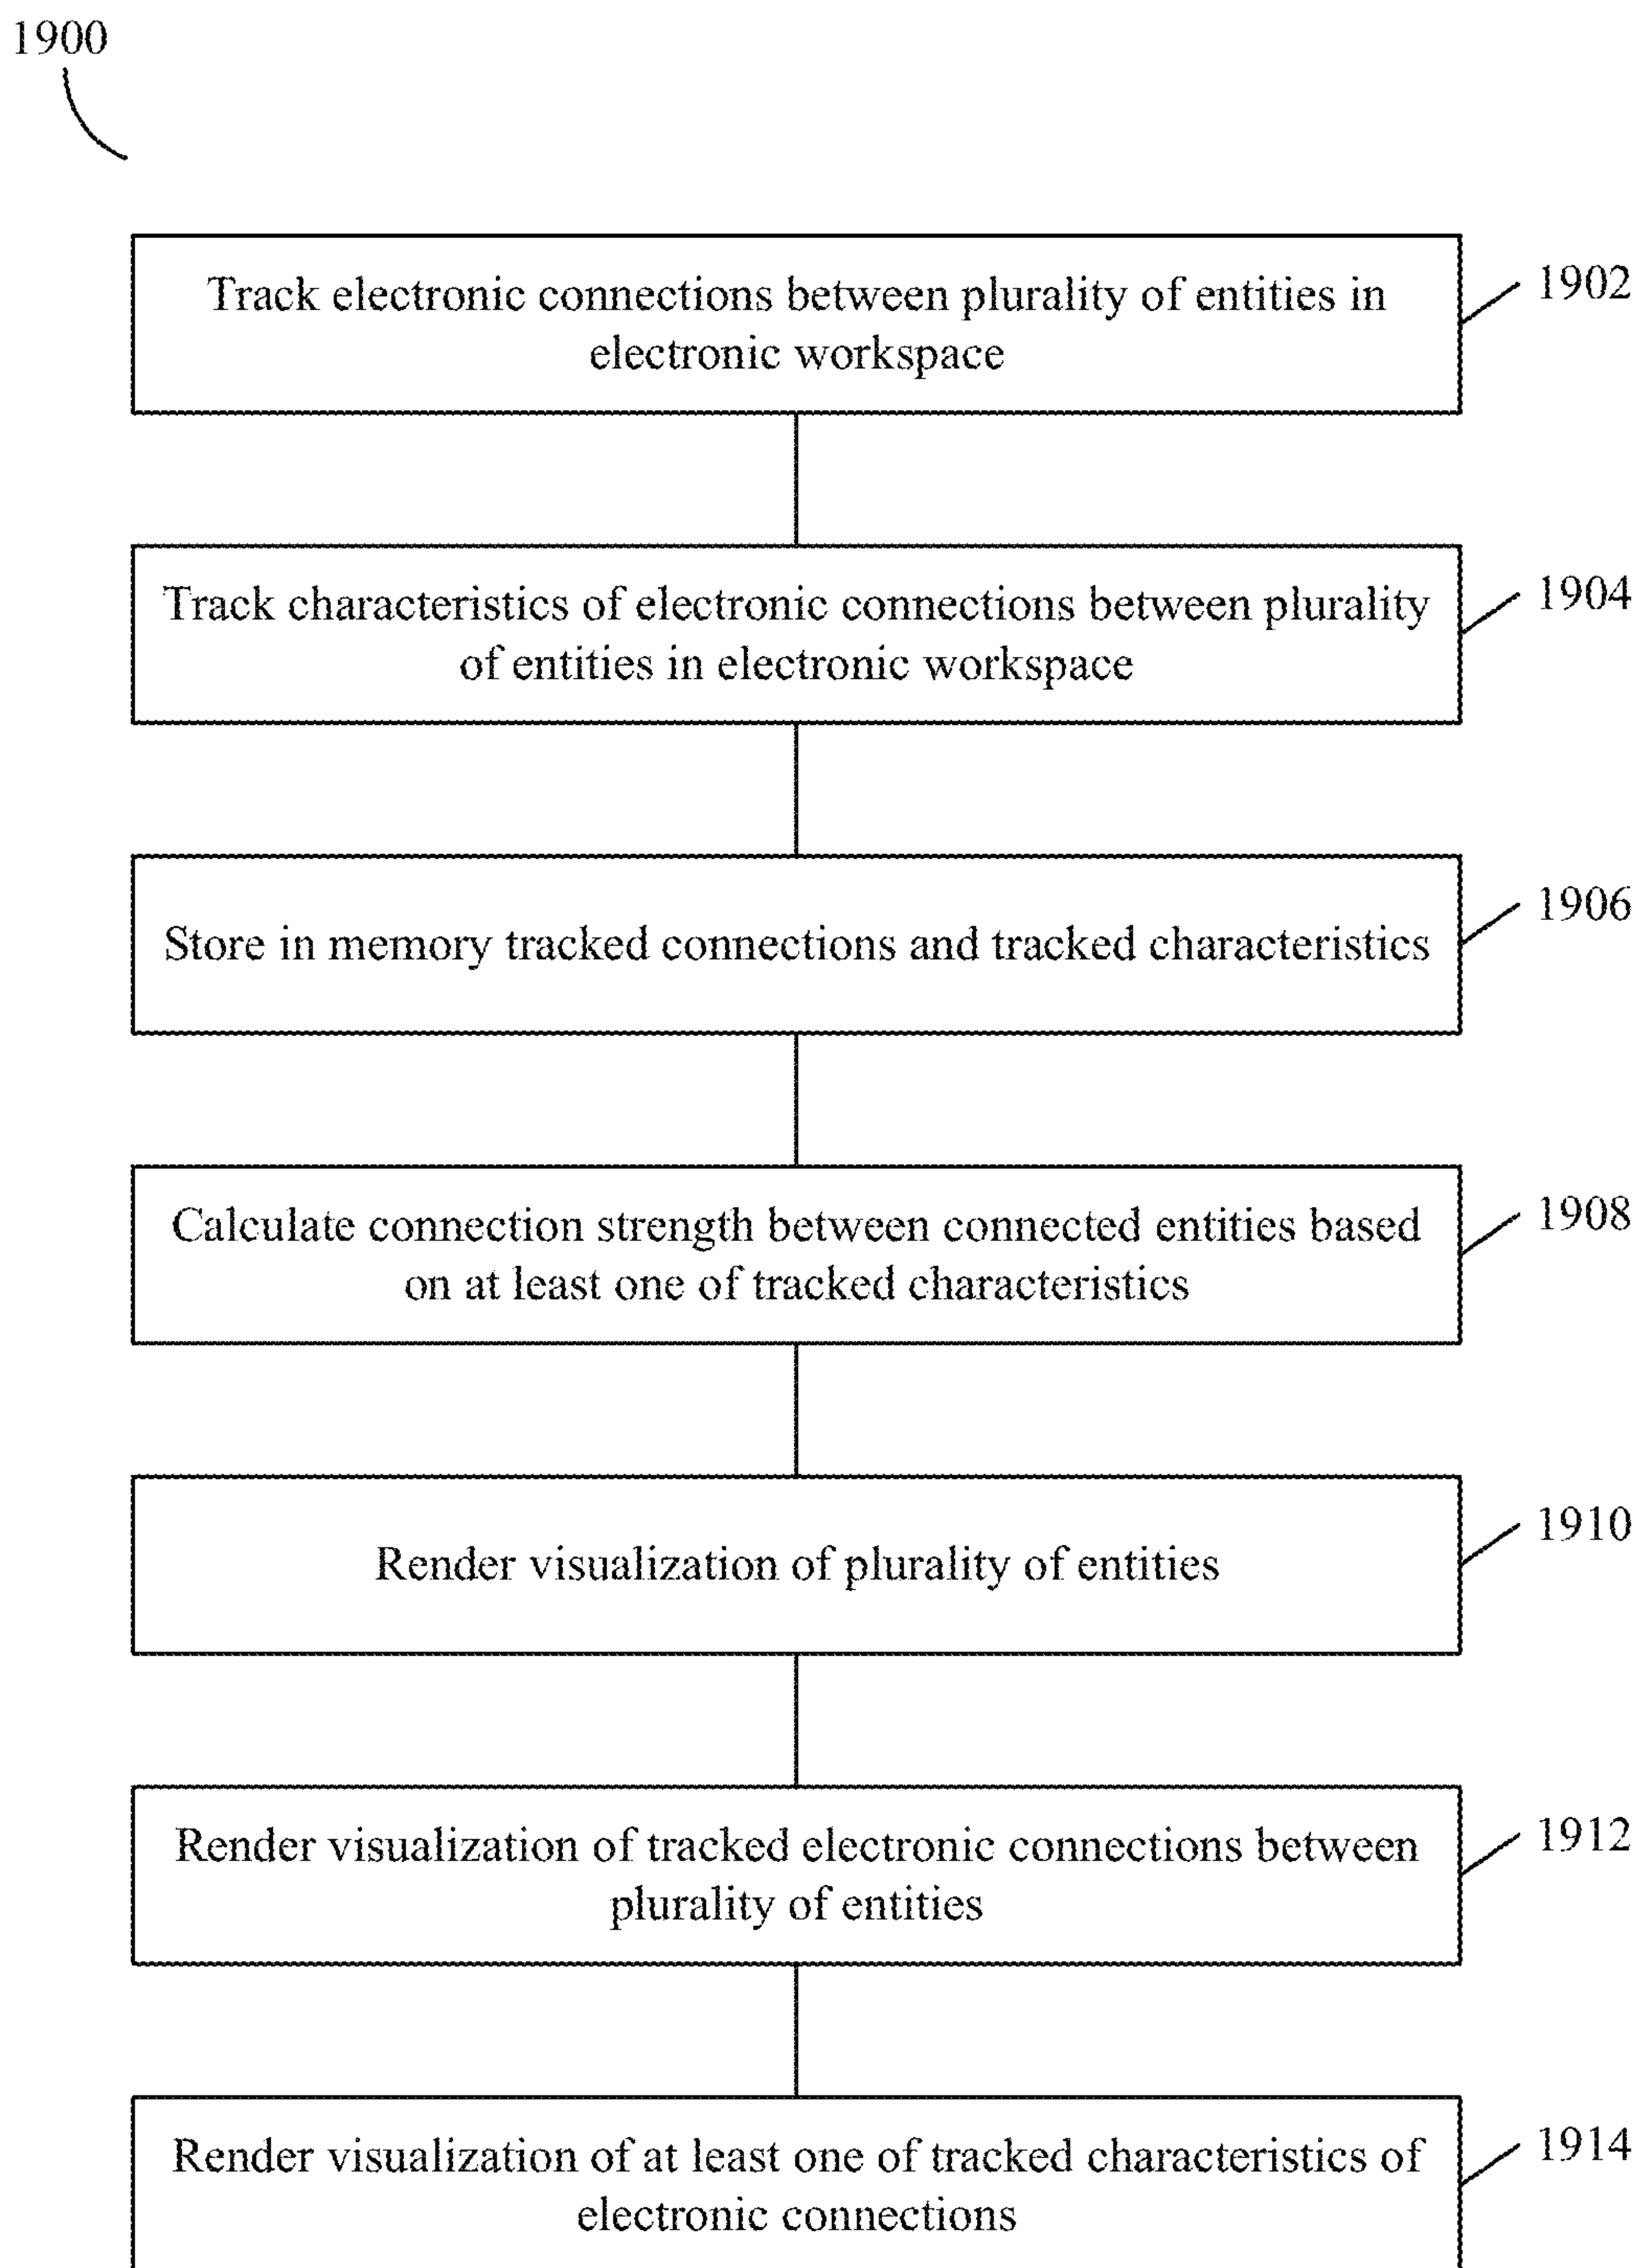 1900
Track electronic connections between plurality of entities in
electronic workspace
1902
Track characteristics of electronic connections between plurality
of entities in electronic workspace
1904
Store in memory tracked connections and tracked characteristics
1906
Calculate connection strength between connected entities based
on at least one of tracked characteristics
1908
Render visualization of plurality of entities
1910
Render visualization of tracked electronic connections between
plurality of entities
1912
Render visualization of at least one of tracked characteristics of
electronic connections
1914